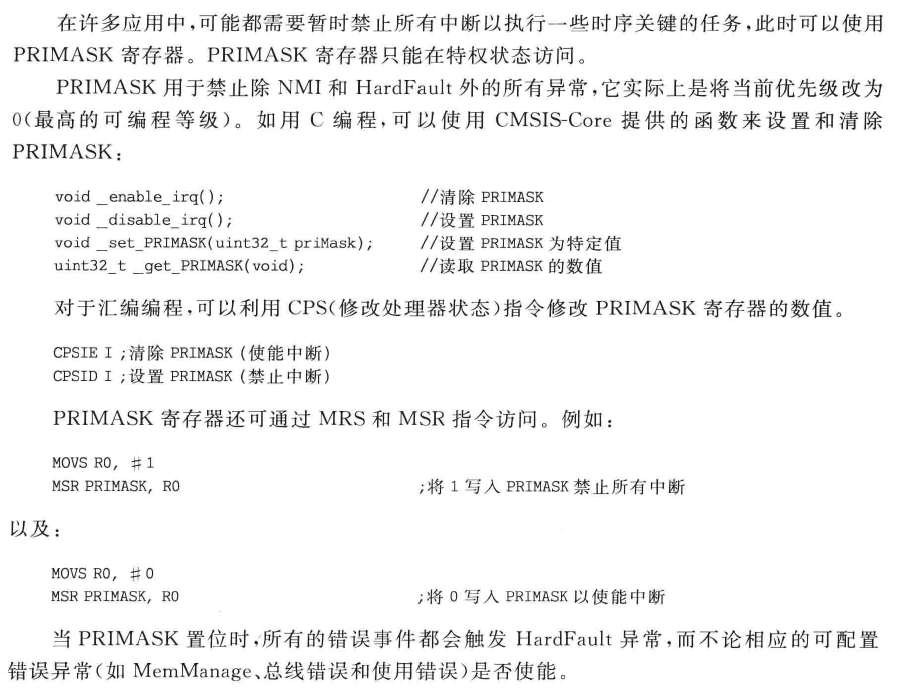 在许多应用中,可能都需要暂时禁止所有中断以执行一些时序关键的任务,此时可以使用
PRIMASK 寄存器。PRIMASK 寄存器只能在特权状态访问。
PRIMASK 用于禁止除 NMI 和 HardFault 外的所有异常,它实际上是将当前优先级改为
0(最高的可编程等级)。如用 C 编程,可以使用 CMSIS-Core 提供的函数来设置和清除
PRIMASK:
void _enable_irq(); //清除 PRIMASK
void _disable_irq(); //设置 PRIMASK
void _set_PRIMASK(uint32_t priMask); //设置 PRIMASK 为特定值
uint32_t _get_PRIMASK(void); //读取 PRIMASK 的数值
对于汇编编程,可以利用 CPS(修改处理器状态)指令修改 PRIMASK 寄存器的数值。
CPSIE I ;清除 PRIMASK (使能中断)
CPSID I ;设置 PRIMASK (禁止中断)
PRIMASK 寄存器还可通过 MRS 和 MSR 指令访问。例如:
MOVS R0, #1
MSR PRIMASK, R0 ;将 1 写入 PRIMASK 禁止所有中断
以及:
MOVS R0, #0
MSR PRIMASK, R0 ;将 0 写入 PRIMASK 以使能中断
当 PRIMASK 置位时,所有的错误事件都会触发 HardFault 异常,而不论相应的可配置
错误异常(如 MemManage、总线错误和使用错误)是否使能。